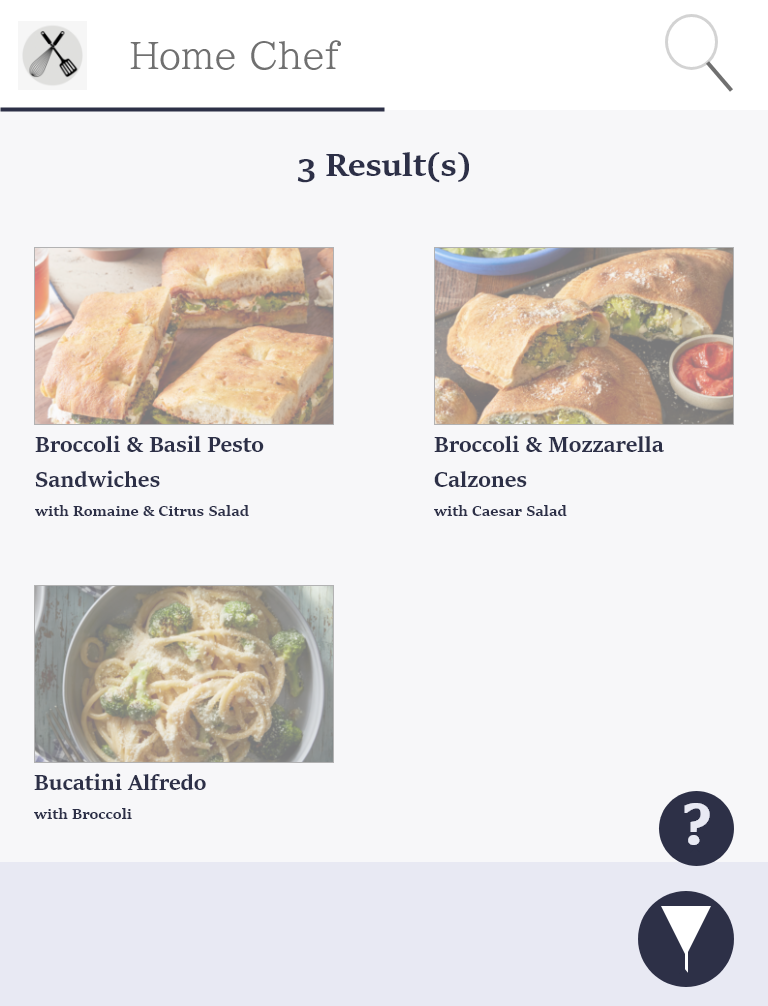 Home Chef
3 Result(s)
Broccoli & Basil Pesto
Sandwiches
with Romaine & Citrus Salad
Broccoli & Mozzarella
Calzones
with Caesar Salad
Bucatini Alfredo
with Broccoli
?